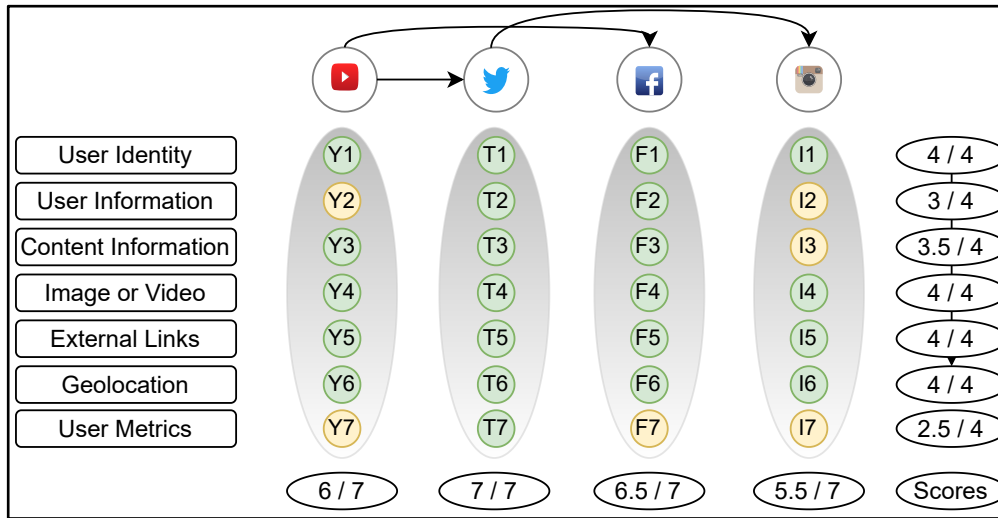 User Identity Y1 T1 F1 I1 4 / 4
User Information Y2 T2 F2 I2 3 / 4
Content Information Y3 T3 F3 I3 3.5 / 4
Image or Video Y4 T4 F4 I4 4 / 4
External Links Y5 T5 F5 I5 4 / 4
Geolocation Y6 T6 F6 I6 4 / 4
User Metrics Y7 T7 F7 I7 2.5 / 4
6 / 7 7 / 7 6.5 / 7 5.5 / 7 Scores